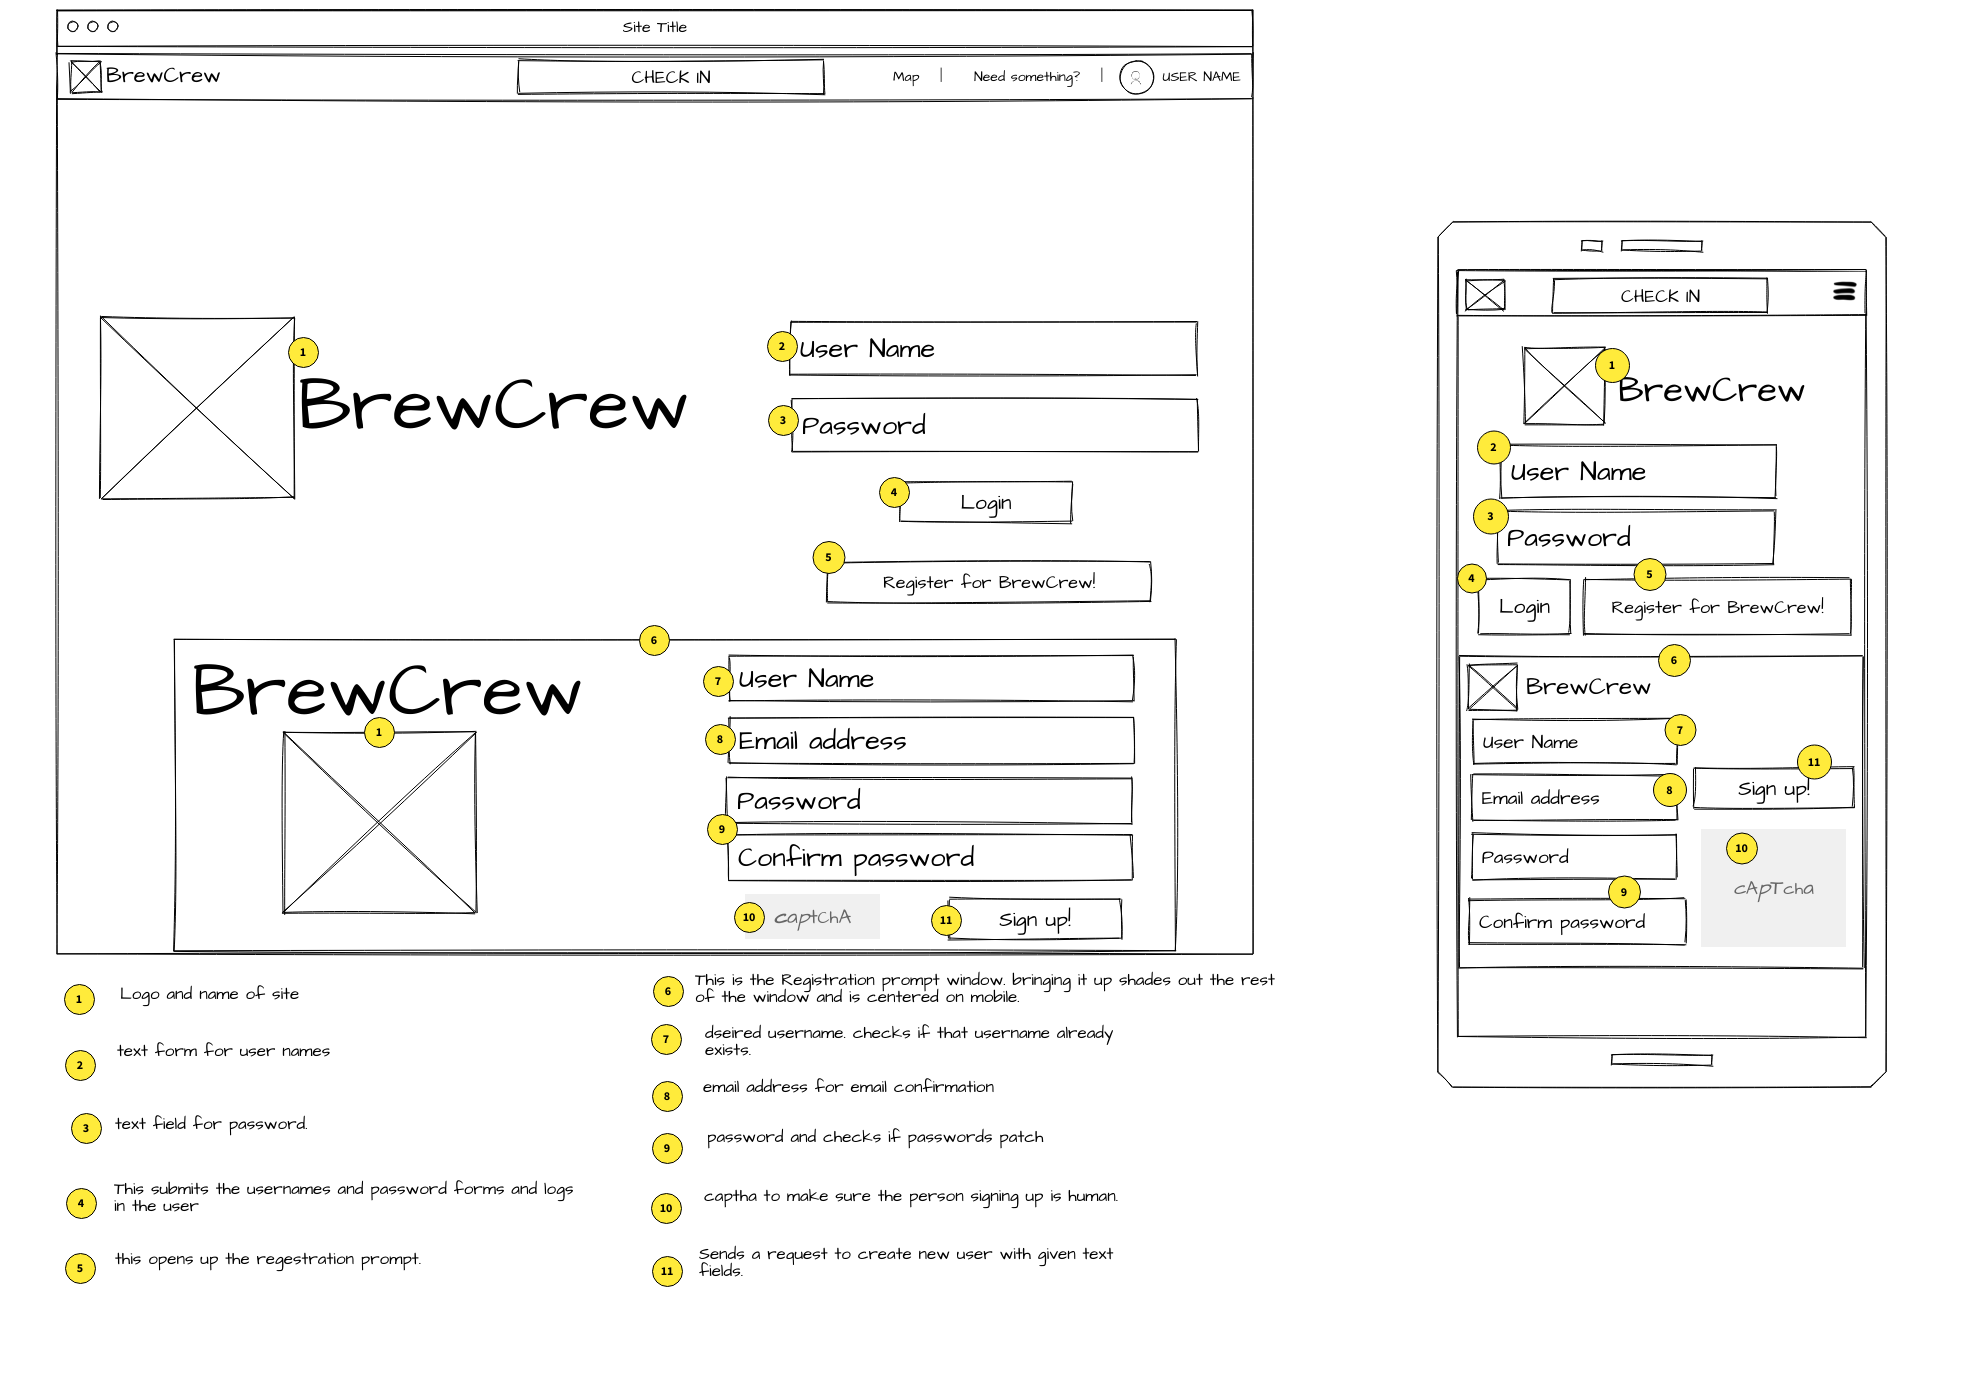 Site Title
BrewCrew
CHECK IN
Map | Need something? | USER NAME
1
BrewCrew
2 User Name
3 Password
4 Login
5 Register for BrewCrew!
6
BrewCrew
1
7 User Name
8 Email address
Password
9
Confirm password
10 captChA
11 Sign up!
CHECK IN
1
BrewCrew
2
User Name
3
Password
4
Login
5
Register for BrewCrew!
6
BrewCrew
7
User Name
11
Sign up!
8
Email address
10
cApTcha
Password
9
Confirm password
1 Logo and name of site
2 text form for user names
3 text field for password.
4 This submits the usernames and password forms and logs
in the user
5 this opens up the regestration prompt.
6 This is the Registration prompt window. bringing it up shades out the rest
of the window and is centered on mobile.
7 dseired username. checks if that username already
exists.
8 email address for email confirmation
9 password and checks if passwords patch
10 captha to make sure the person signing up is human.
11 Sends a request to create new user with given text
fields.